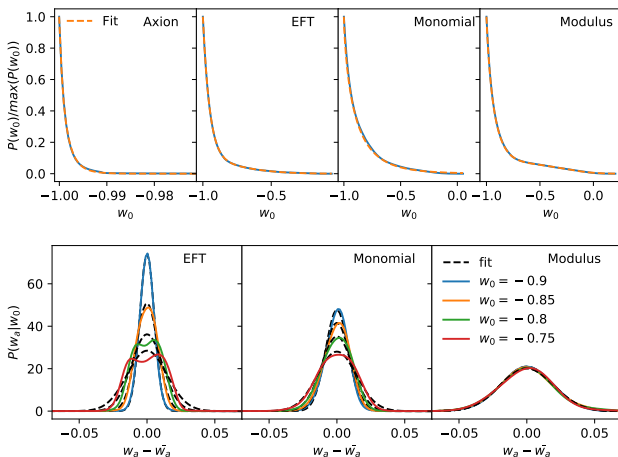 P(w₀)/max(P(w₀))
1.0
0.8
0.6
0.4
0.2
0.0
Fit
Axion
EFT
Monomial
Modulus
−1.00 −0.99 −0.98
−1.0 −0.5
−1.0 −0.5 0.0
−1.0 −0.5 0.0
w₀ w₀ w₀ w₀
P(wₐ|w₀)
60
40
20
0
EFT
Monomial
Modulus
fit
w₀ = − 0.9
w₀ = − 0.85
w₀ = − 0.8
w₀ = − 0.75
−0.05 0.00 0.05
−0.05 0.00 0.05
−0.05 0.00 0.05
wₐ − w̄ₐ wₐ − w̄ₐ wₐ − w̄ₐ